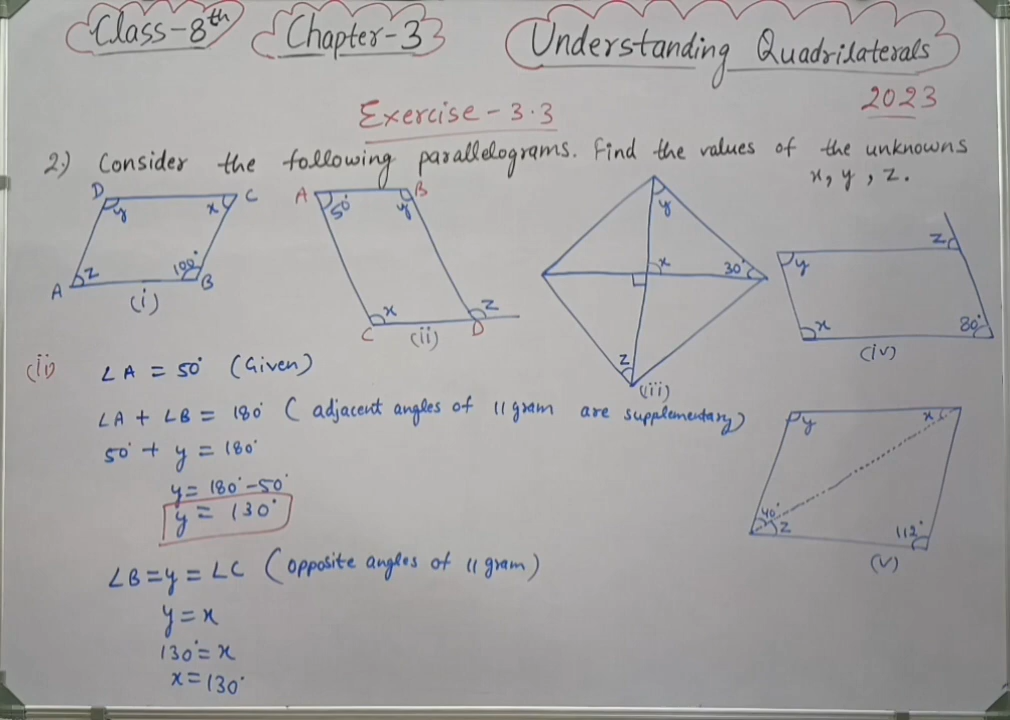 Class-8th Chapter-3 Understanding Quadrilaterals
2023
Exercise-3.3
2.) Consider the following parallelograms. Find the values of the unknowns
x, y, z.
D C y x z 100° A B (i)
A B 50° y x z C D (ii)
y x 30° z (iii)
z y x 80° (iv)
(ii) ∠A = 50° (Given)
∠A + ∠B = 180° (adjacent angles of ||gram are supplementary)
50° + y = 180°
y = 180° - 50°
y = 130°
y x 40° z 112° (v)
∠B = y = ∠C (opposite angles of ||gram)
y = x
130° = x
x = 130°